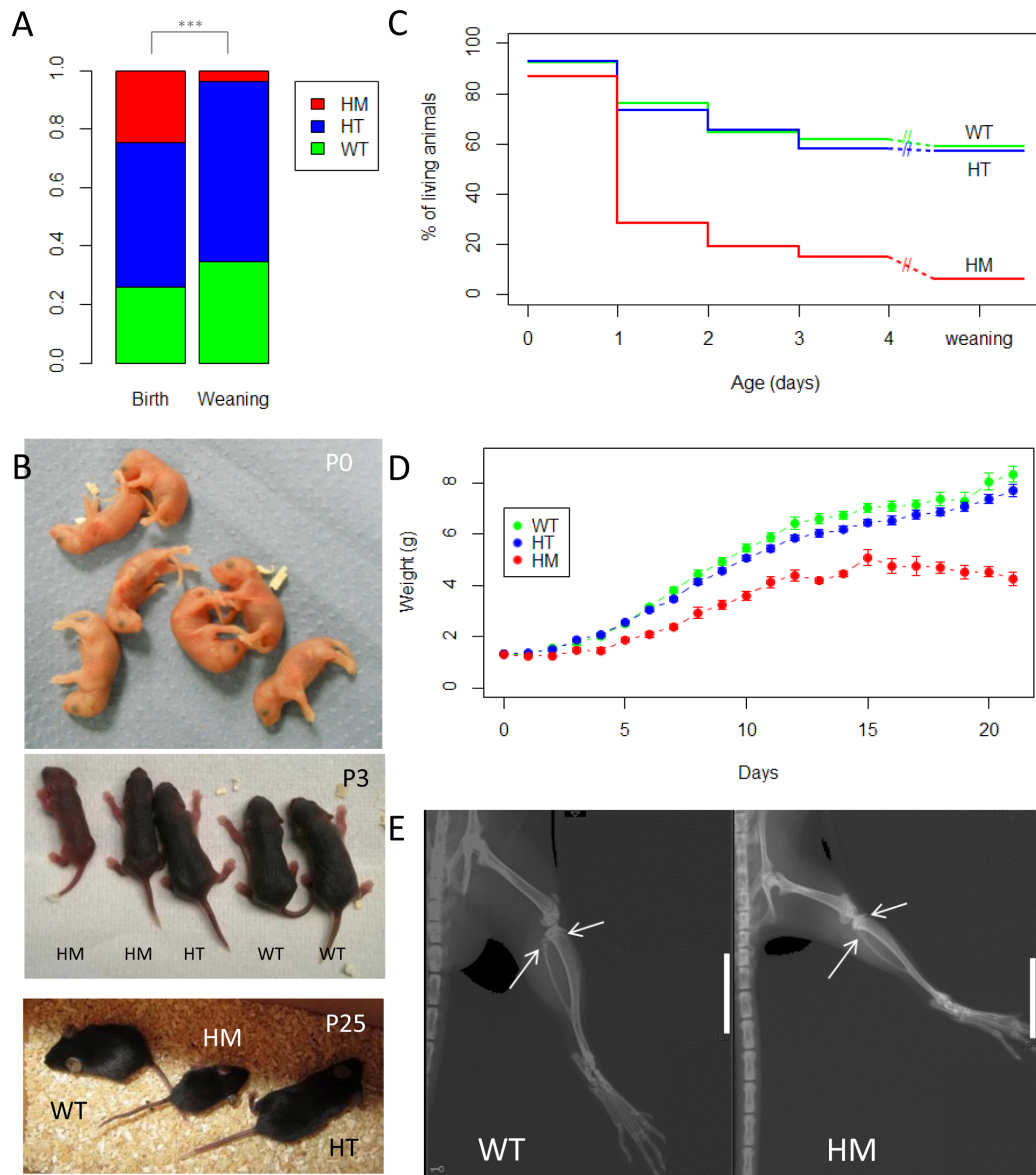 A
***
1.0
0.8
0.6
0.4
0.2
0.0
HM
HT
WT
Birth Weaning
C
% of living animals
100
80
60
40
20
0
WT
HT
HM
0 1 2 3 4 weaning
Age (days)
B
P0
P3
HM HM HT WT WT
P25
HM
WT
HT
D
Weight (g)
8
6
4
2
0
WT
HT
HM
0 5 10 15 20
Days
E
WT
HM